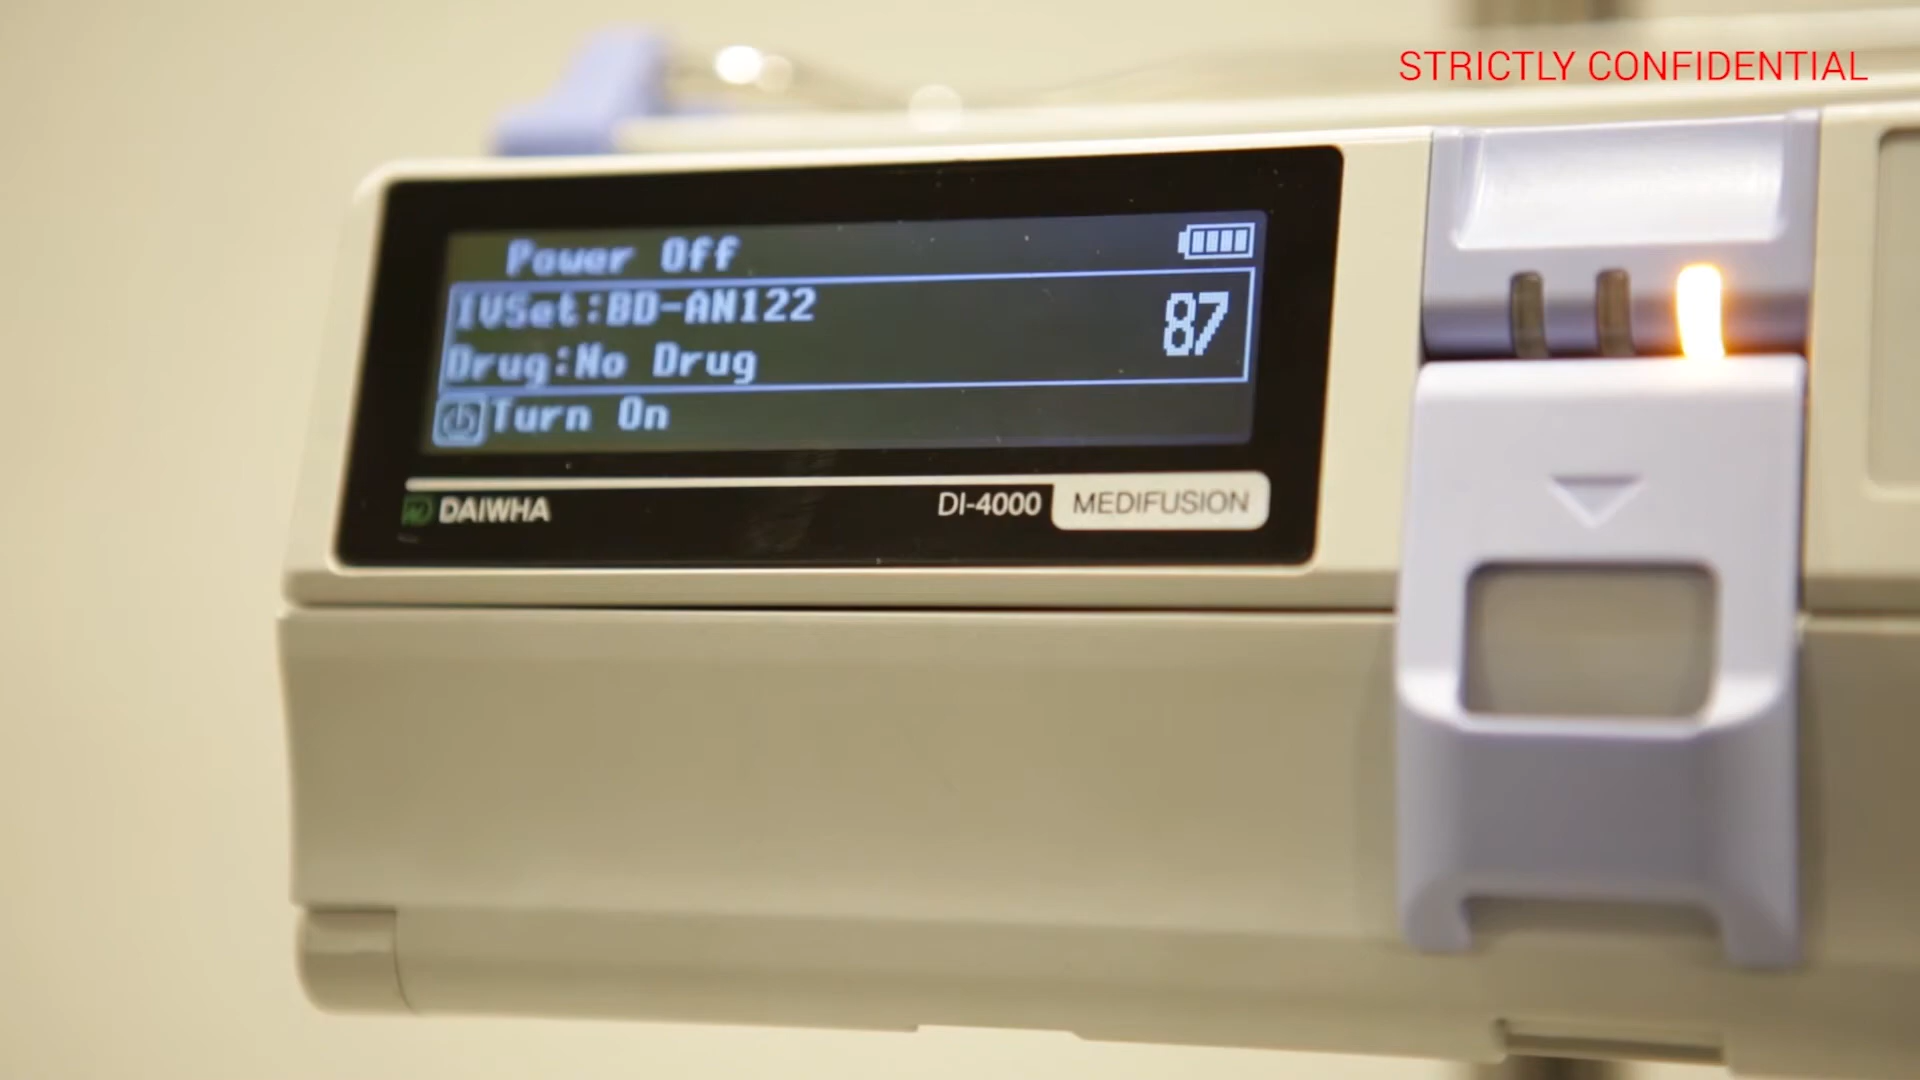 STRICTLY CONFIDENTIAL
Power Off
IVSet:BD-AN122
87
Drug:No Drug
Turn On
DAIWHA
DI-4000 MEDIFUSION